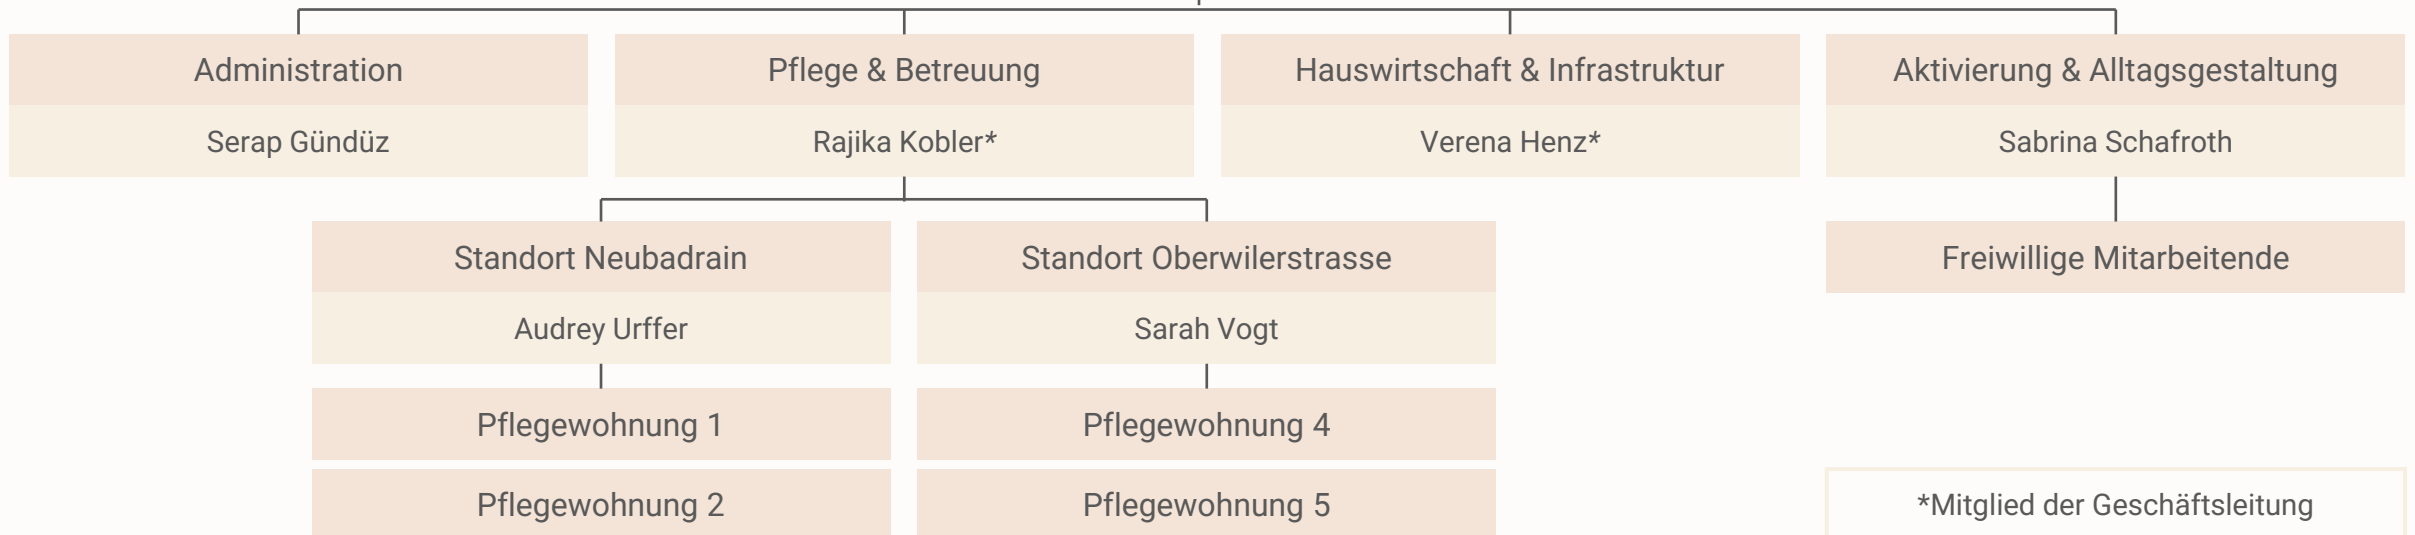 Administration
Serap Gündüz
Pflege & Betreuung
Rajika Kobler*
Hauswirtschaft & Infrastruktur
Verena Henz*
Aktivierung & Alltagsgestaltung
Sabrina Schafroth
Standort Neubadrain
Audrey Urffer
Standort Oberwilerstrasse
Sarah Vogt
Freiwillige Mitarbeitende
Pflegewohnung 1
Pflegewohnung 4
Pflegewohnung 2
Pflegewohnung 5
*Mitglied der Geschäftsleitung